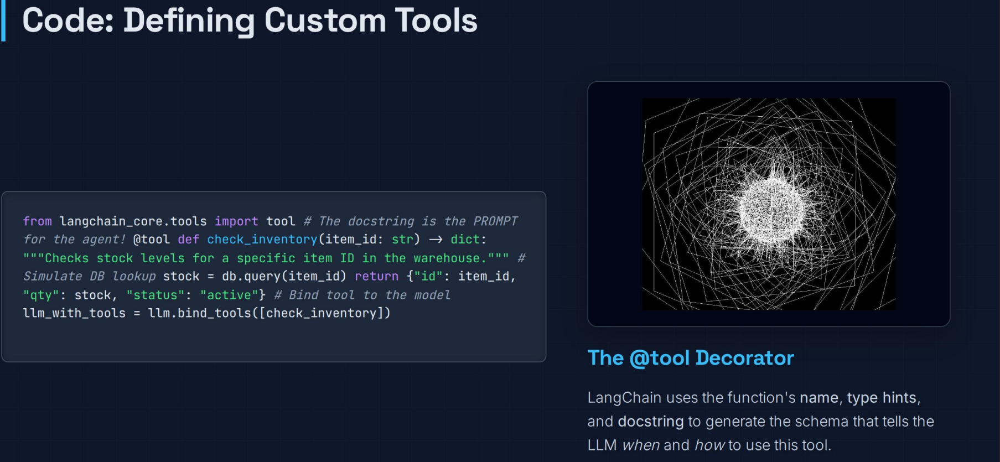 Code: Defining Custom Tools
from langchain_core.tools import tool # The docstring is the PROMPT
for the agent! @tool def check_inventory(item_id: str) -> dict:
"""Checks stock levels for a specific item ID in the warehouse.""" #
Simulate DB lookup stock = db.query(item_id) return {"id": item_id,
"qty": stock, "status": "active"} # Bind tool to the model
llm_with_tools = llm.bind_tools([check_inventory])
The @tool Decorator
LangChain uses the function's name, type hints,
and docstring to generate the schema that tells the
LLM when and how to use this tool.